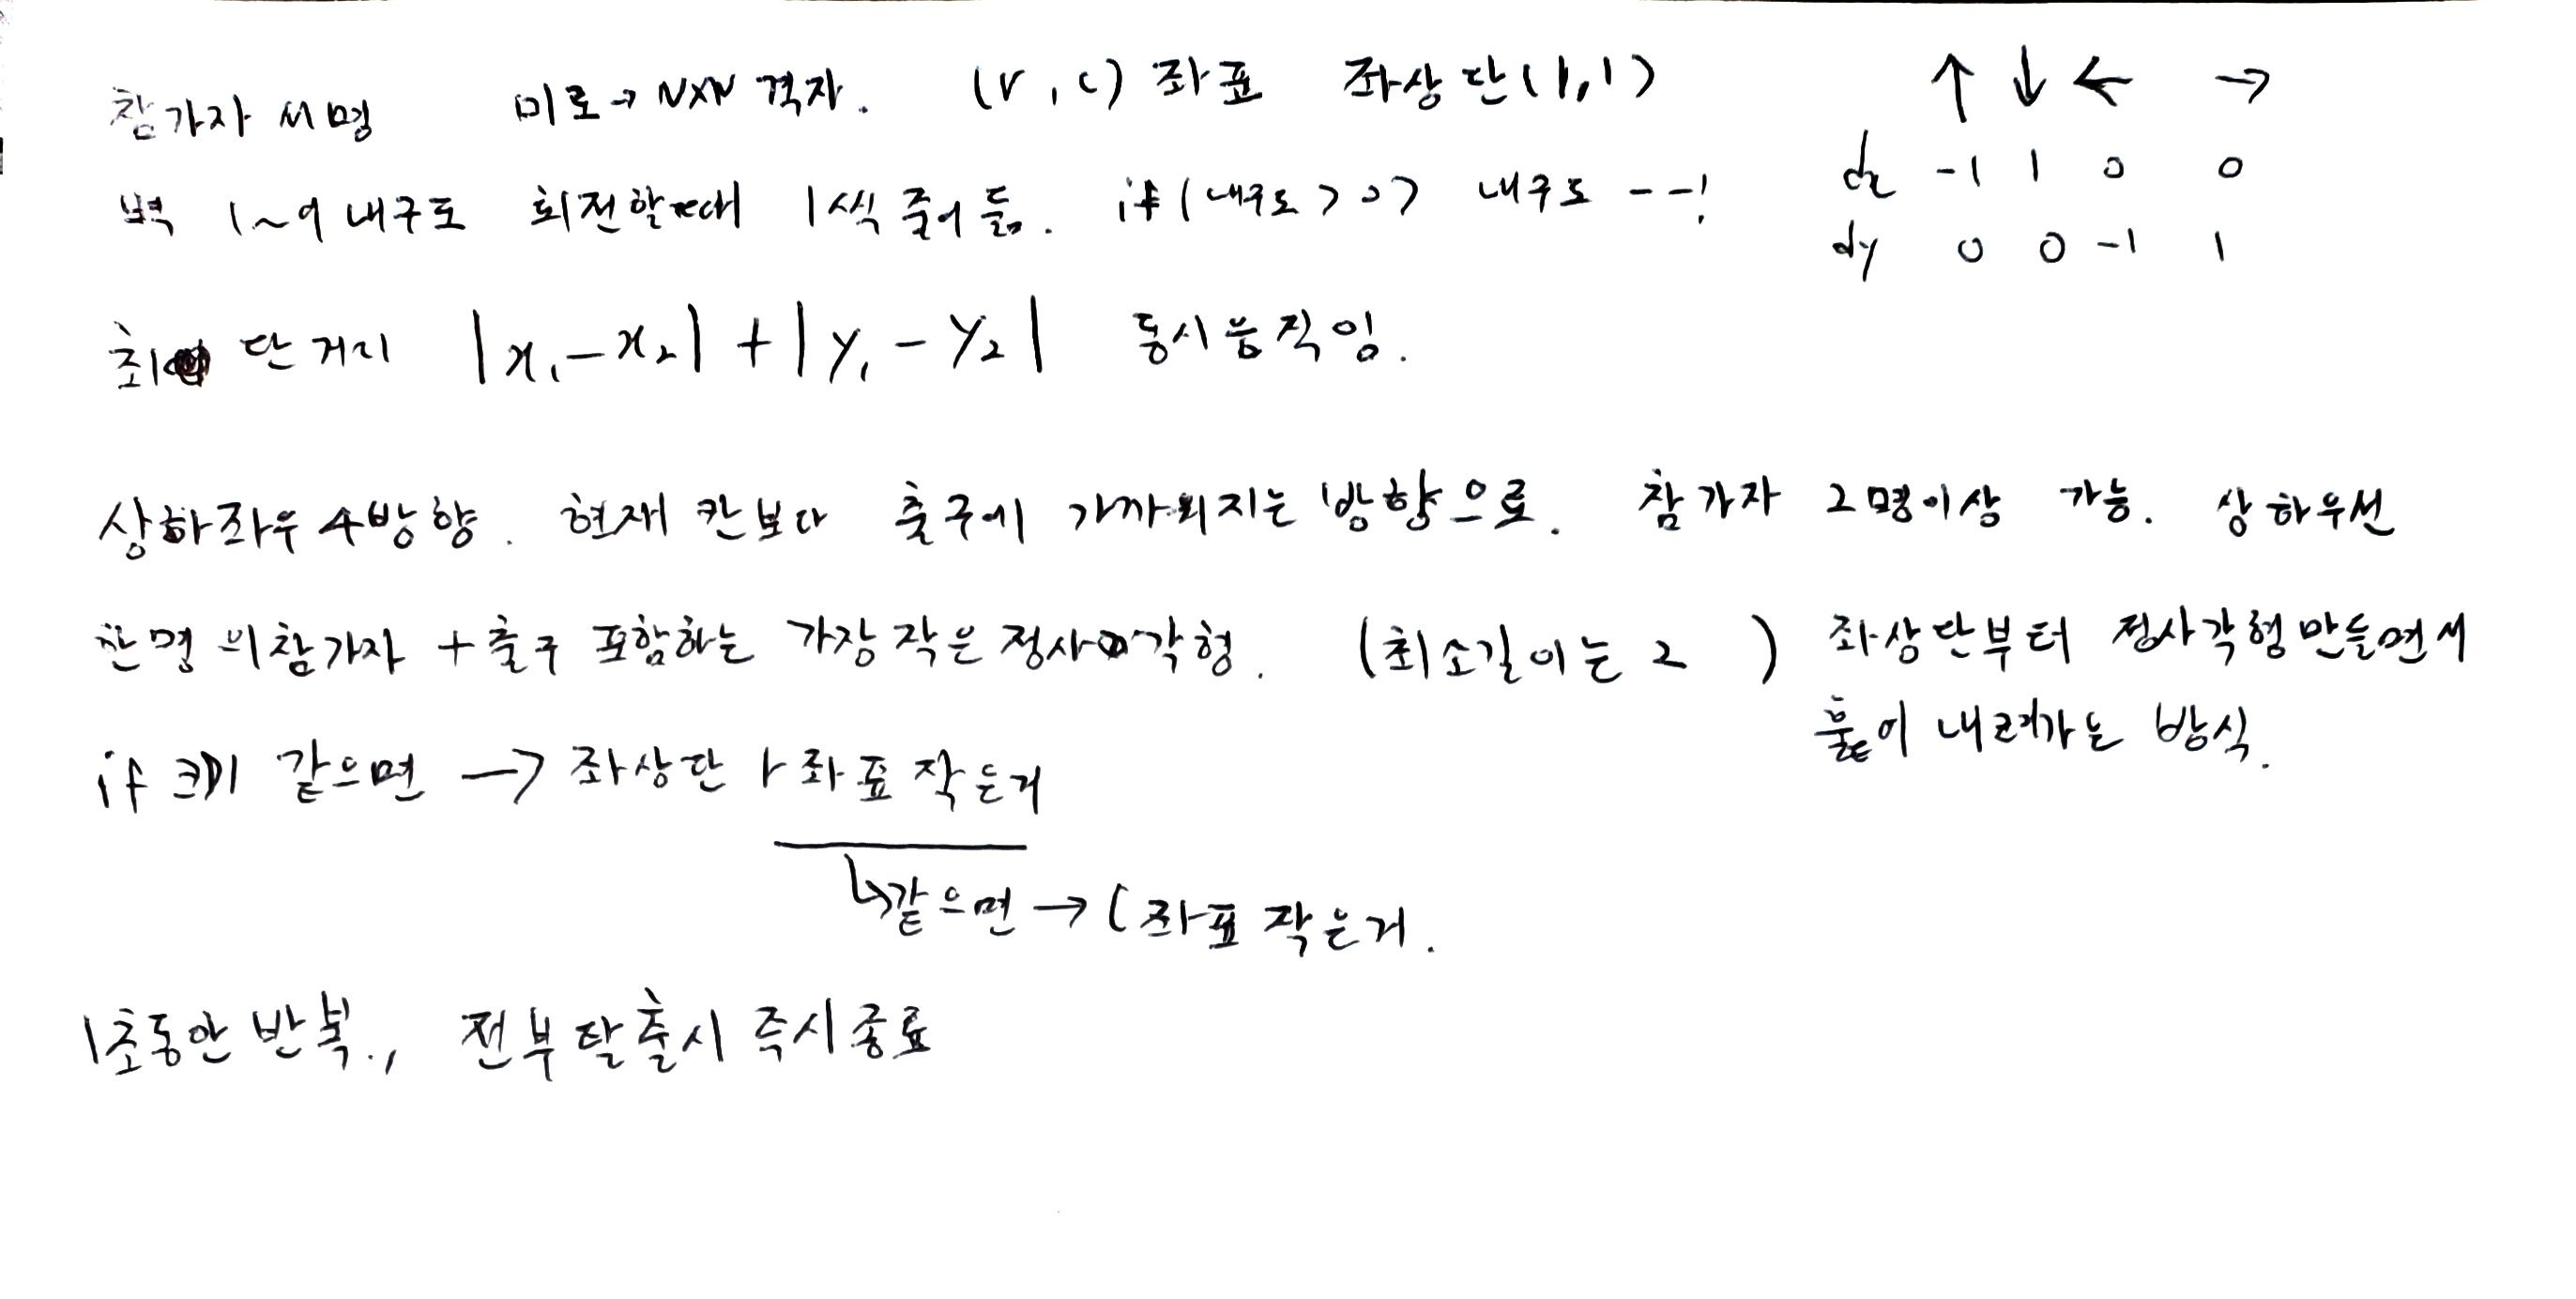 참가자 M명 미로→NxN 격자. (r, c) 좌표 좌상단(1,1) ↑ ↓ ← →
dx -1 1 0 0
벽 1~9 내구도 회전할때 1씩 줄어듦. if(내구도>0) 내구도 --!
dy 0 0 -1 1
최단거리 |x₁-x₂| + |y₁-y₂| 동시 움직임.
상하좌우 4방향. 현재 칸보다 출구에 가까워지는 방향으로. 참가자 2명이상 가능. 상하우선
한명의참가자 + 출구 포함하는 가장 작은 정사각형. (최소길이는 2 ) 좌상단부터 정사각형만들면서
훑어 내려가는 방식.
if 크기 같으면 → 좌상단 r좌표 작은거
↳같으면 → C좌표 작은거.
1초동안 반복., 전부탈출시 즉시종료